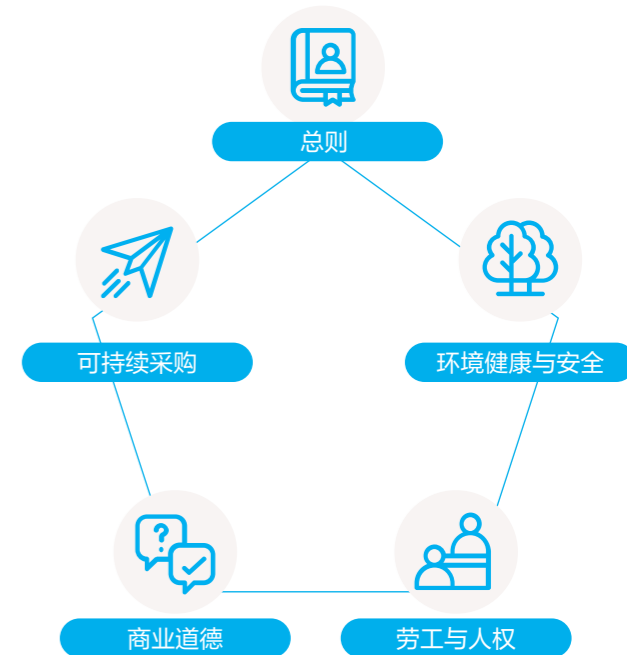 总则
可持续采购
环境健康与安全
商业道德
劳工与人权